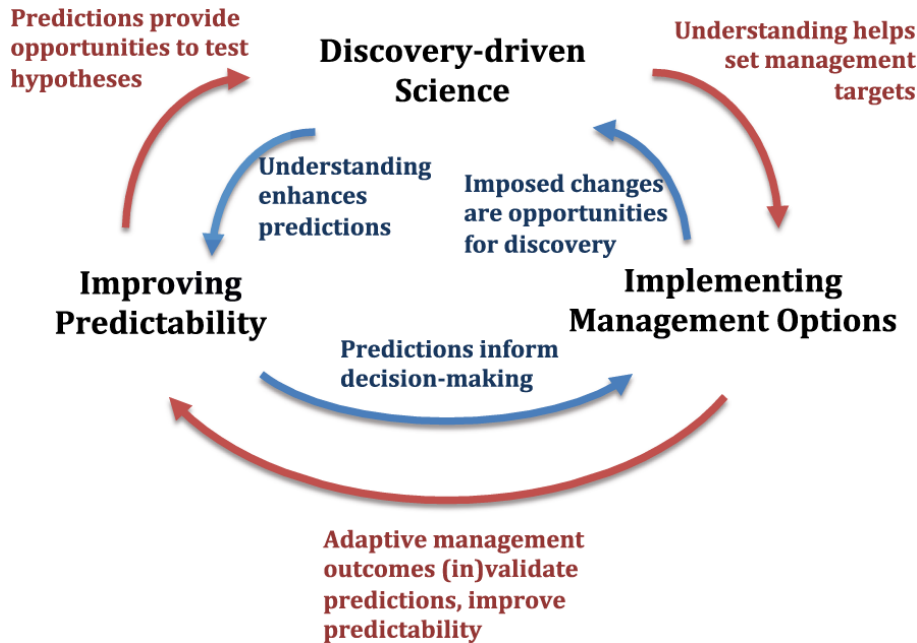 Predictions provide
opportunities to test
hypotheses
Discovery-driven
Science
Understanding helps
set management
targets
Understanding
enhances
predictions
Imposed changes
are opportunities
for discovery
Improving
Predictability
Implementing
Management Options
Predictions inform
decision-making
Adaptive management
outcomes (in)validate
predictions, improve
predictability